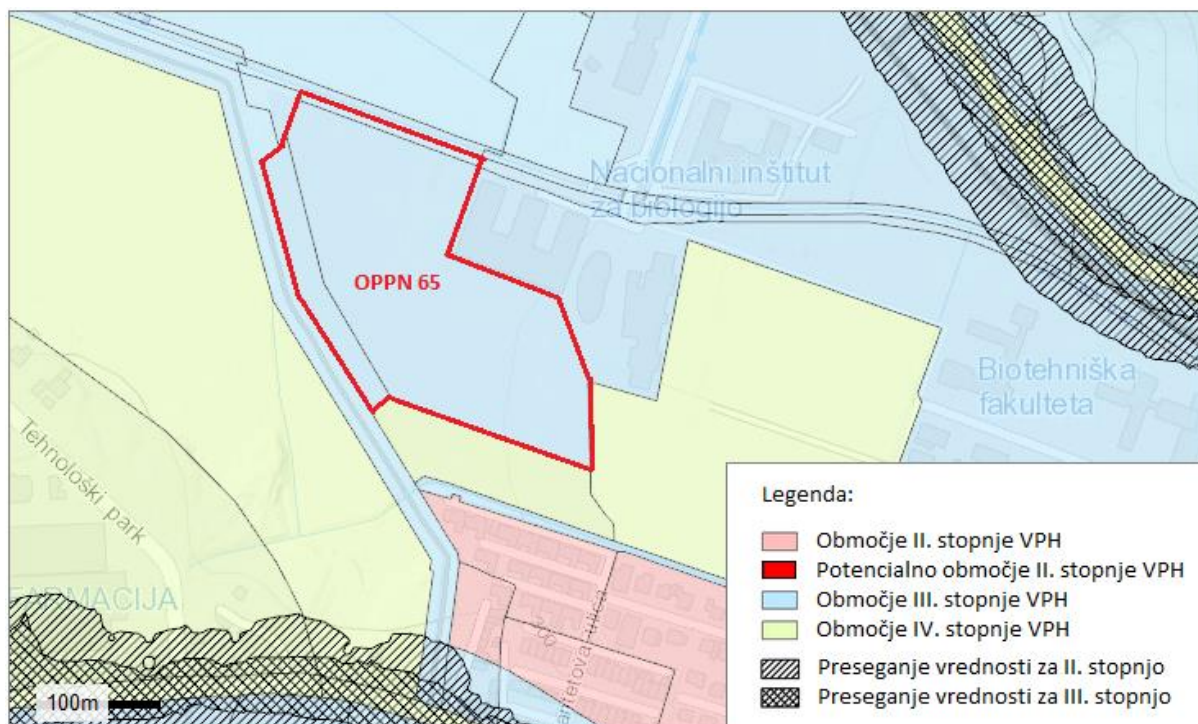 Nacionalni inštitut
za biologijo
OPPN 65
Biotehniška
fakulteta
Tehnološki park
100m
Legenda:
Območje II. stopnje VPH
Potencialno območje II. stopnje VPH
Območje III. stopnje VPH
Območje IV. stopnje VPH
Preseganje vrednosti za II. stopnjo
Preseganje vrednosti za III. stopnjo